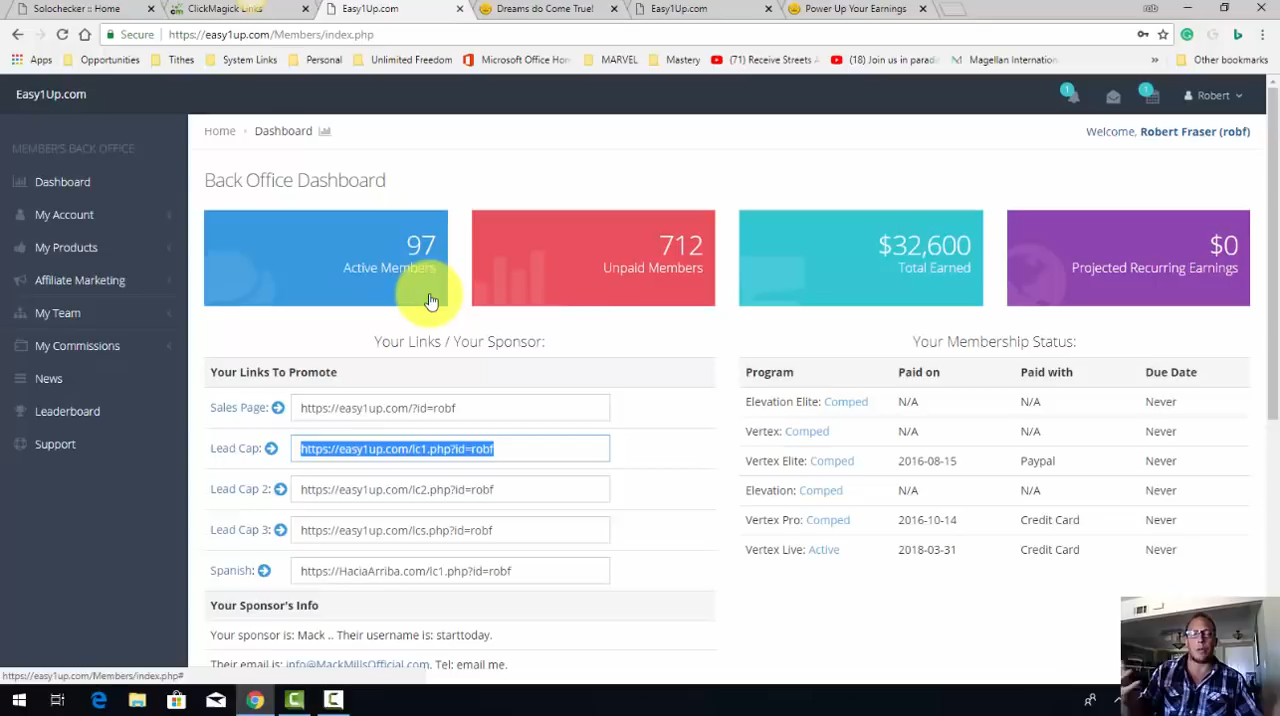 Solochecker :: Home
ClickMagick
Easy1Up.com
Dreams do Come True!
Easy1Up.com
Power Up Your Earnings
Secure
https://easy1up.com/Members/index.php
Apps
Opportunities
Tithes
System Links
Personal
Unlimited Freedom
Microsoft Office Hom
MARVEL
Mastery
(71) Receive Streets
(18) Join us in parad
Magellan Internation
»
Other bookmarks
Easy1Up.com
1
1
Robert
Home
Dashboard
Welcome, Robert Fraser (robf)
MEMBER'S BACK OFFICE
Dashboard
My Account
My Products
Affiliate Marketing
My Team
My Commissions
News
Leaderboard
Support
Back Office Dashboard
97
Active Members
712
Unpaid Members
$32,600
Total Earned
$0
Projected Recurring Earnings
Your Links / Your Sponsor:
Your Links To Promote
Sales Page: https://easy1up.com/?id=robf
Lead Cap: https://easy1up.com/lc1.php?id=robf
Lead Cap 2: https://easy1up.com/lc2.php?id=robf
Lead Cap 3: https://easy1up.com/lcs.php?id=robf
Spanish: https://HaciaArriba.com/lc1.php?id=robf
Your Sponsor's Info
Your sponsor is: Mack .. Their username is: starttoday.
Their email is: info@MackMillsOfficial.com. Tel: email me.
Your Membership Status:
Program Paid on Paid with Due Date
Elevation Elite: Comped N/A N/A Never
Vertex: Comped N/A N/A Never
Vertex Elite: Comped 2016-08-15 Paypal Never
Elevation: Comped N/A N/A Never
Vertex Pro: Comped 2016-10-14 Credit Card Never
Vertex Live: Active 2018-03-31 Credit Card Never
https://easy1up.com/Members/index.php#